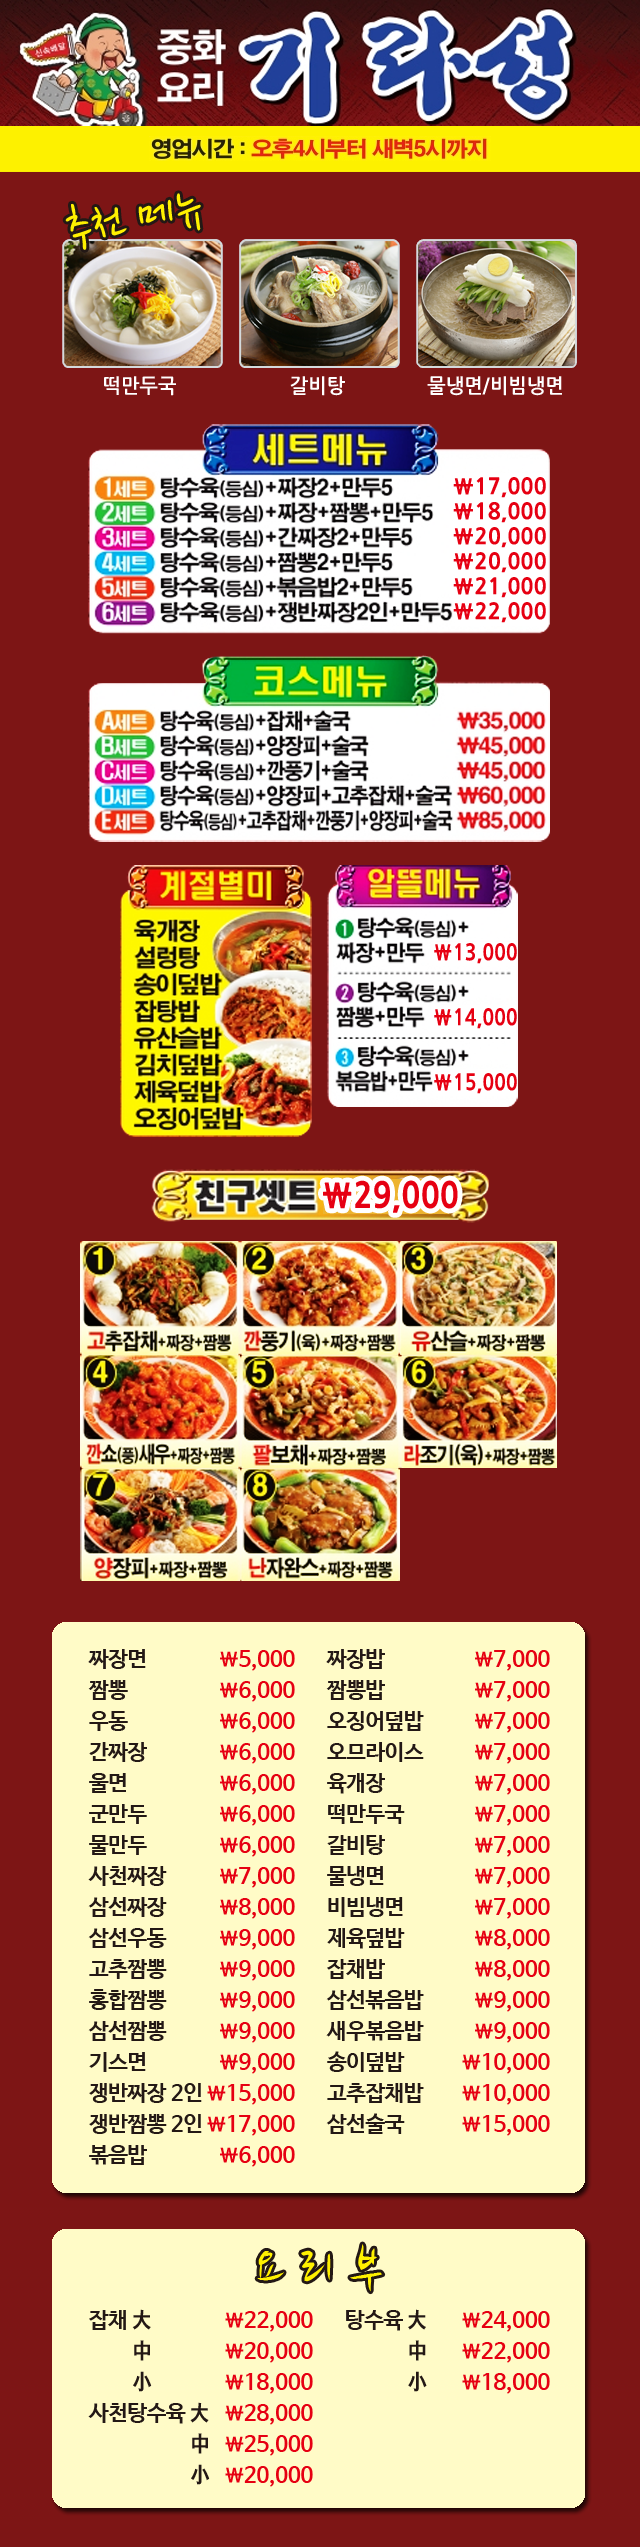 신속배달
중화
요리
기라성
영업시간 : 오후4시부터 새벽5시까지
추천 메뉴
떡만두국
갈비탕
물냉면/비빔냉면
세트메뉴
1세트 탕수육(등심)+짜장2+만두5 ₩17,000
2세트 탕수육(등심)+짜장+짬뽕+만두5 ₩18,000
3세트 탕수육(등심)+간짜장2+만두5 ₩20,000
4세트 탕수육(등심)+짬뽕2+만두5 ₩20,000
5세트 탕수육(등심)+볶음밥2+만두5 ₩21,000
6세트 탕수육(등심)+쟁반짜장2인+만두5 ₩22,000
코스메뉴
A세트 탕수육(등심)+잡채+술국 ₩35,000
B세트 탕수육(등심)+양장피+술국 ₩45,000
C세트 탕수육(등심)+깐풍기+술국 ₩45,000
D세트 탕수육(등심)+양장피+고추잡채+술국 ₩60,000
E세트 탕수육(등심)+고추잡채+깐풍기+양장피+술국 ₩85,000
계절별미
육개장
설렁탕
송이덮밥
잡탕밥
유산슬밥
김치덮밥
제육덮밥
오징어덮밥
알뜰메뉴
1 탕수육(등심)+
짜장+만두 ₩13,000
2 탕수육(등심)+
짬뽕+만두 ₩14,000
3 탕수육(등심)+
볶음밥+만두 ₩15,000
친구셋트 ₩29,000
1
고추잡채+짜장+짬뽕
2
깐풍기(육)+짜장+짬뽕
3
유산슬+짜장+짬뽕
4
깐쇼(풍)새우+짜장+짬뽕
5
팔보채+짜장+짬뽕
6
라조기(육)+짜장+짬뽕
7
양장피+짜장+짬뽕
8
난자완스+짜장+짬뽕
짜장면 ₩5,000
짬뽕 ₩6,000
우동 ₩6,000
간짜장 ₩6,000
울면 ₩6,000
군만두 ₩6,000
물만두 ₩6,000
사천짜장 ₩7,000
삼선짜장 ₩8,000
삼선우동 ₩9,000
고추짬뽕 ₩9,000
홍합짬뽕 ₩9,000
삼선짬뽕 ₩9,000
기스면 ₩9,000
쟁반짜장 2인 ₩15,000
쟁반짬뽕 2인 ₩17,000
볶음밥 ₩6,000
짜장밥 ₩7,000
짬뽕밥 ₩7,000
오징어덮밥 ₩7,000
오므라이스 ₩7,000
육개장 ₩7,000
떡만두국 ₩7,000
갈비탕 ₩7,000
물냉면 ₩7,000
비빔냉면 ₩7,000
제육덮밥 ₩8,000
잡채밥 ₩8,000
삼선볶음밥 ₩9,000
새우볶음밥 ₩9,000
송이덮밥 ₩10,000
고추잡채밥 ₩10,000
삼선술국 ₩15,000
요리부
잡채 大 ₩22,000
中 ₩20,000
小 ₩18,000
사천탕수육 大 ₩28,000
中 ₩25,000
小 ₩20,000
탕수육 大 ₩24,000
中 ₩22,000
小 ₩18,000